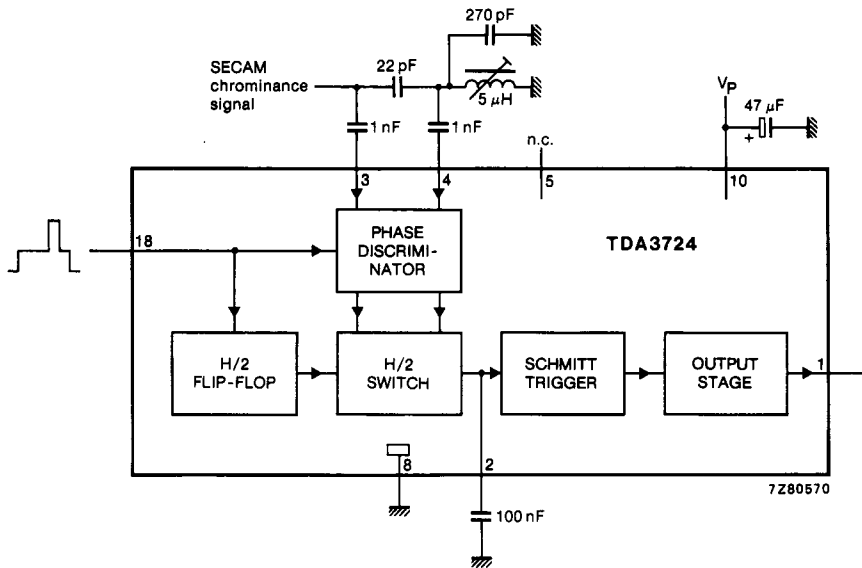 270 pF
SECAM
chrominance
signal
22 pF
5 µH
1 nF
1 nF
n.c.
VP
47 µF
+
3
4
5
10
18
PHASE
DISCRIMI-
NATOR
TDA3724
H/2
FLIP-FLOP
H/2
SWITCH
SCHMITT
TRIGGER
OUTPUT
STAGE
1
8
2
7Z80570
100 nF